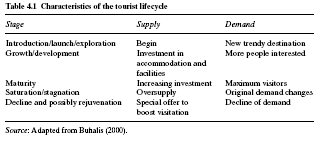 Table 4.1 Characteristics of the tourist lifecycle
Stage Supply Demand
Introduction/launch/exploration Begin New trendy destination
Growth/development Investment in More people interested
accommodation and
facilities
Maturity Increasing investment Maximum visitors
Saturation/stagnation Oversupply Original demand changes
Decline and possibly rejuvenation Special offer to Decline of demand
boost visitation
Source: Adapted from Buhalis (2000).